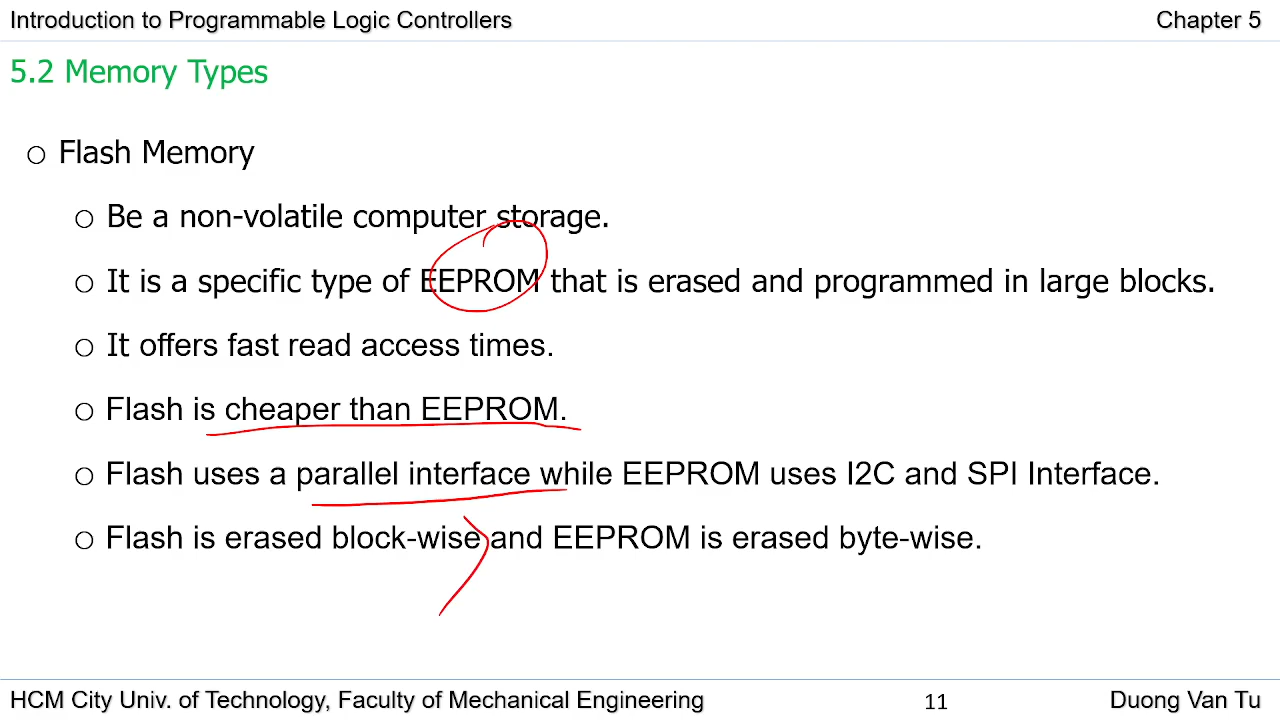 Introduction to Programmable Logic Controllers Chapter 5
5.2 Memory Types
Flash Memory
Be a non-volatile computer storage.
It is a specific type of EEPROM that is erased and programmed in large blocks.
It offers fast read access times.
Flash is cheaper than EEPROM.
Flash uses a parallel interface while EEPROM uses I2C and SPI Interface.
Flash is erased block-wise and EEPROM is erased byte-wise.
HCM City Univ. of Technology, Faculty of Mechanical Engineering 11 Duong Van Tu